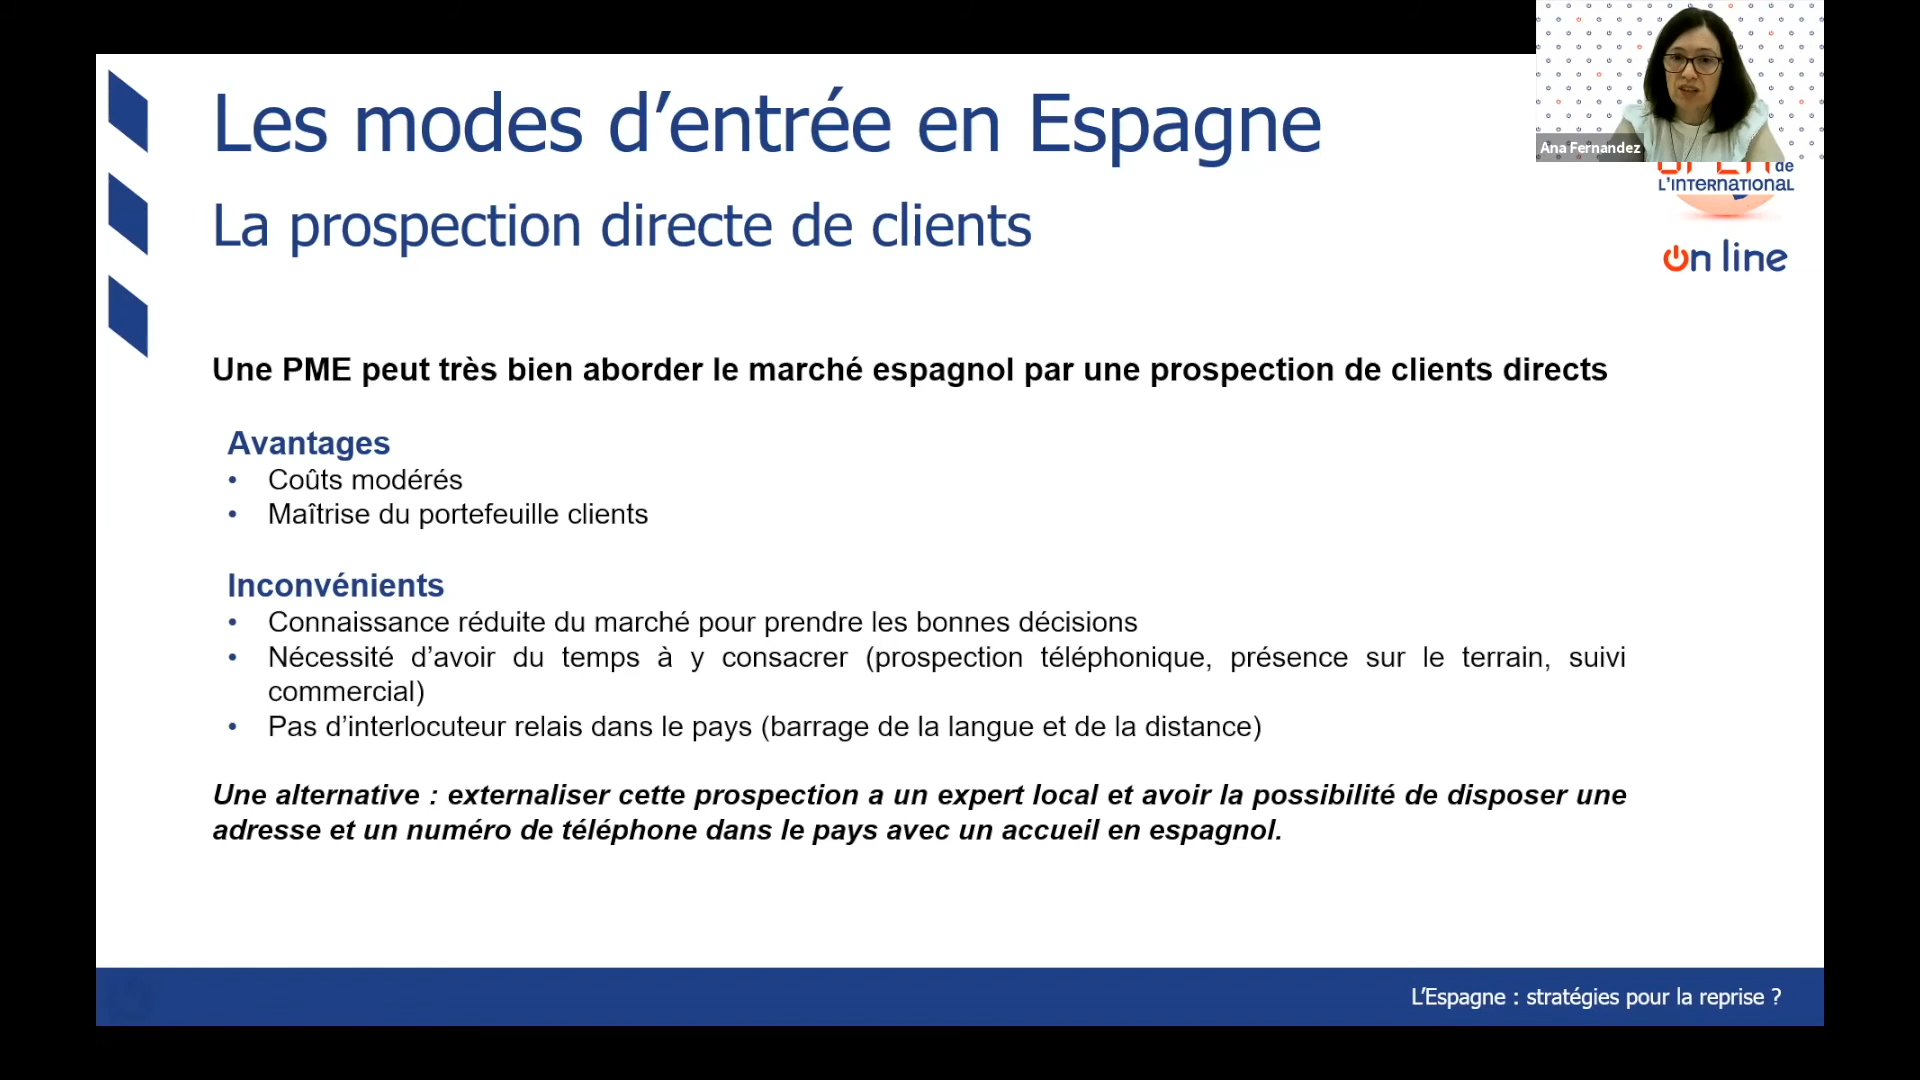 Les modes d’entrée en Espagne
La prospection directe de clients
Ana Fernandez
de
L'INTERNATIONAL
on line
Une PME peut très bien aborder le marché espagnol par une prospection de clients directs
Avantages
• Coûts modérés
• Maîtrise du portefeuille clients
Inconvénients
• Connaissance réduite du marché pour prendre les bonnes décisions
• Nécessité d’avoir du temps à y consacrer (prospection téléphonique, présence sur le terrain, suivi
commercial)
• Pas d’interlocuteur relais dans le pays (barrage de la langue et de la distance)
Une alternative : externaliser cette prospection a un expert local et avoir la possibilité de disposer une
adresse et un numéro de téléphone dans le pays avec un accueil en espagnol.
L’Espagne : stratégies pour la reprise ?